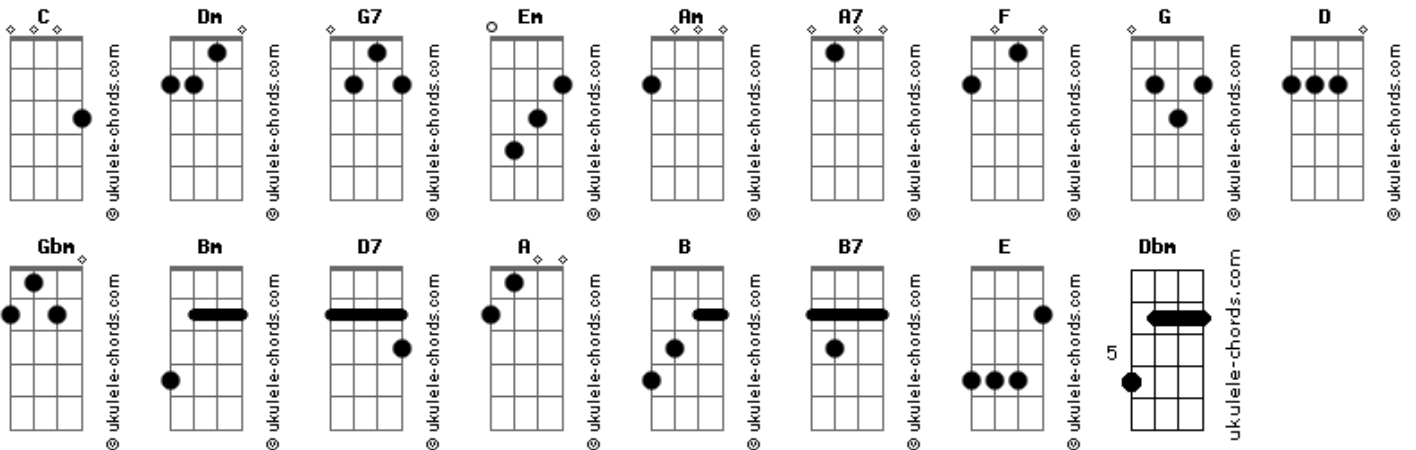 C Dm G7 Em Am A7 F G D
© ukulele-chords.com © ukulele-chords.com © ukulele-chords.com © ukulele-chords.com © ukulele-chords.com © ukulele-chords.com © ukulele-chords.com © ukulele-chords.com © ukulele-chords.com
Gbm Bm D7 A B B7 E Dbm
© ukulele-chords.com © ukulele-chords.com © ukulele-chords.com © ukulele-chords.com © ukulele-chords.com © ukulele-chords.com © ukulele-chords.com ukulele-chords.com
5